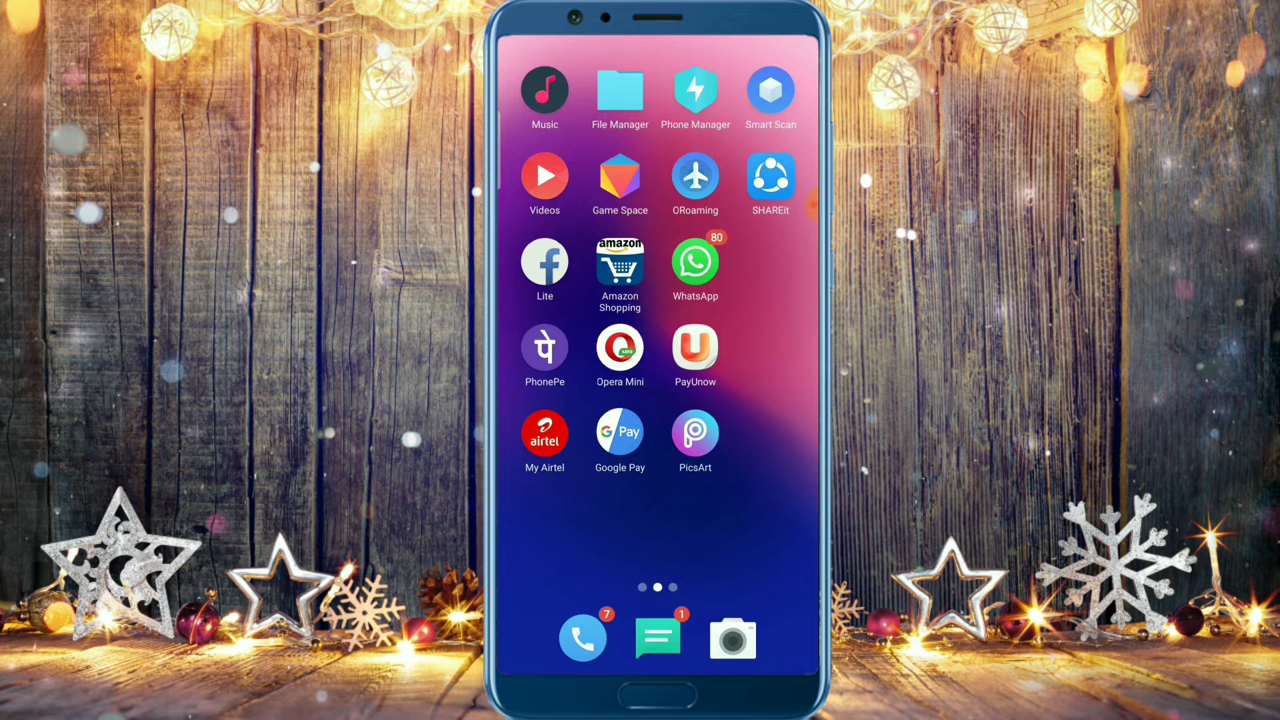 Music File Manager Phone Manager Smart Scan
Videos Game Space ORoaming SHAREit
80
amazon
Lite Amazon Shopping WhatsApp
पे
MINI
U
PhonePe Opera Mini PayUnow
airtel
G Pay
My Airtel Google Pay PicsArt
7
1